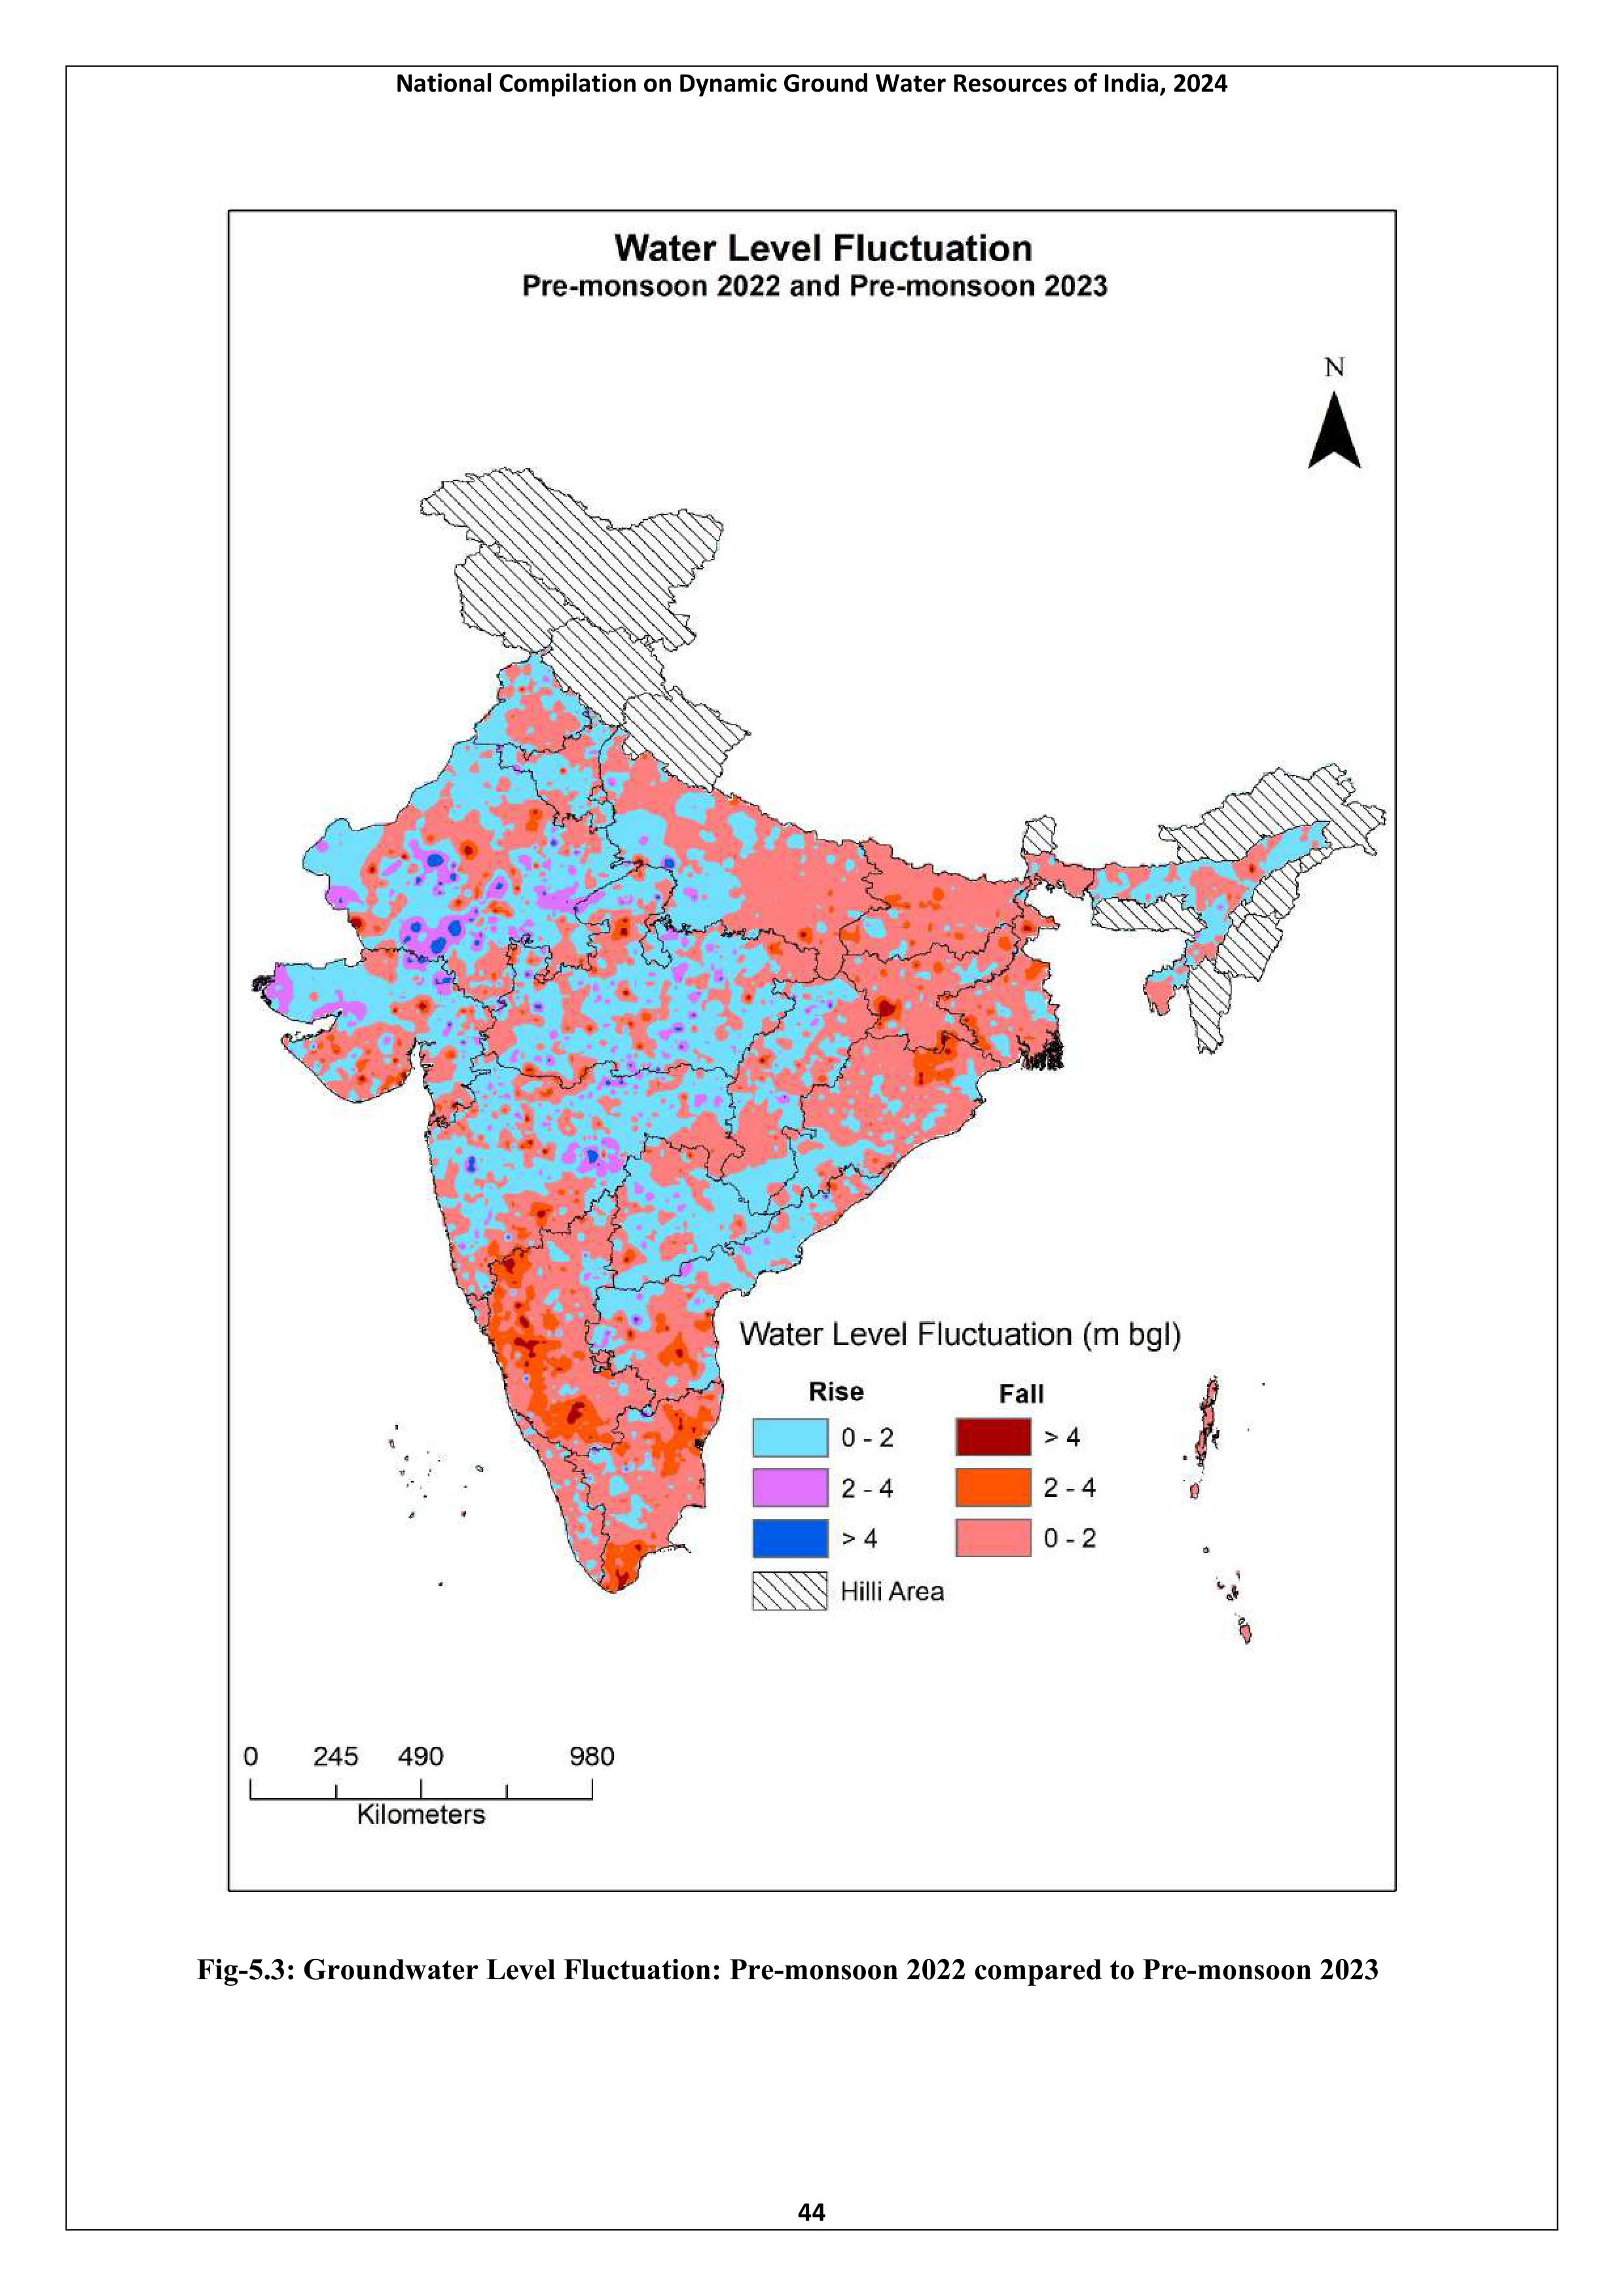 National Compilation on Dynamic Ground Water Resources of India, 2024
Water Level Fluctuation
Pre-monsoon 2022 and Pre-monsoon 2023
N
Water Level Fluctuation (m bgl)
Rise Fall
0 - 2 > 4
2 - 4 2 - 4
> 4 0 - 2
Hilli Area
0 245 490 980
Kilometers
Fig-5.3: Groundwater Level Fluctuation: Pre-monsoon 2022 compared to Pre-monsoon 2023
44